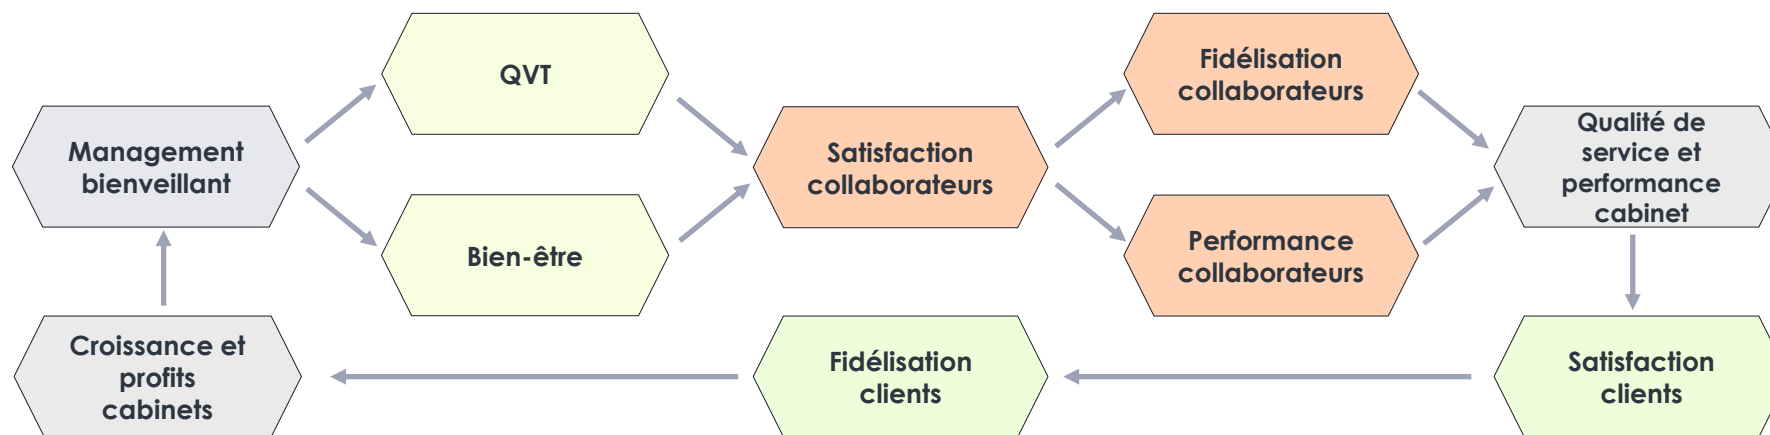 QVT
Fidélisation
collaborateurs
Management
bienveillant
Satisfaction
collaborateurs
Qualité de
service et
performance
cabinet
Bien-être
Performance
collaborateurs
Croissance et
profits
cabinets
Fidélisation
clients
Satisfaction
clients